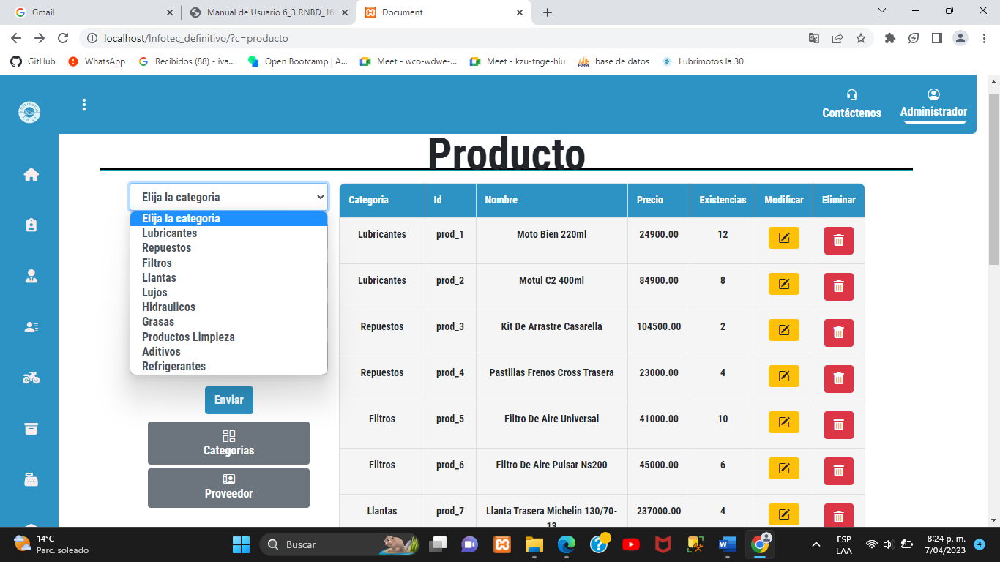 Gmail
Manual de Usuario 6_3 RNBD_16
Document
localhost/Infotec_definitivo/?c=producto
GitHub
WhatsApp
Recibidos (88) - iva...
Open Bootcamp | A...
Meet - wco-wdwe-...
Meet - kzu-tnge-hiu
base de datos
Lubrimotos la 30
Contáctenos
Administrador
Producto
Elija la categoria
Elija la categoria
Lubricantes
Repuestos
Filtros
Llantas
Lujos
Hidraulicos
Grasas
Productos Limpieza
Aditivos
Refrigerantes
Enviar
Categorias
Proveedor
Categoria Id Nombre Precio Existencias Modificar Eliminar
Lubricantes prod_1 Moto Bien 220ml 24900.00 12
Lubricantes prod_2 Motul C2 400ml 84900.00 8
Repuestos prod_3 Kit De Arrastre Casarella 104500.00 2
Repuestos prod_4 Pastillas Frenos Cross Trasera 23000.00 4
Filtros prod_5 Filtro De Aire Universal 41000.00 10
Filtros prod_6 Filtro De Aire Pulsar Ns200 45000.00 6
Llantas prod_7 Llanta Trasera Michelin 130/70- 237000.00 4
13
14°C
Parc. soleado
Buscar
ESP
LAA
8:24 p. m.
7/04/2023
4